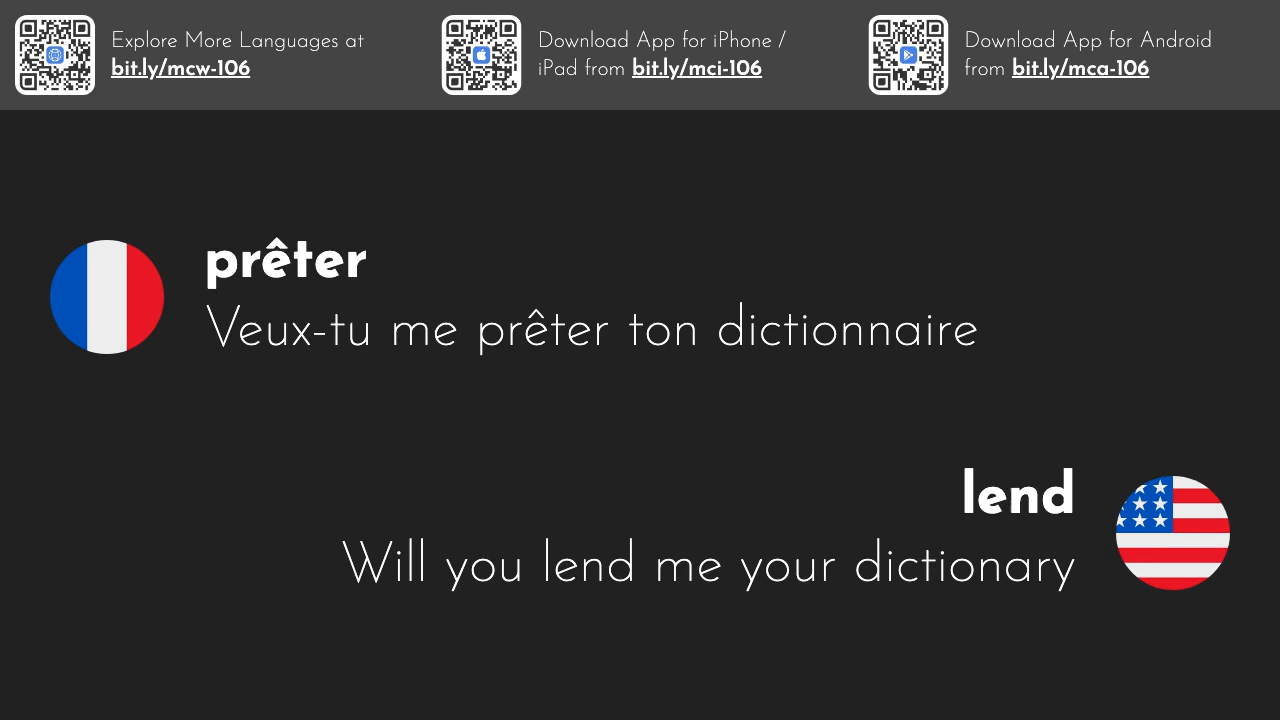 Explore More Languages at
bit.ly/mcw-106
Download App for iPhone /
iPad from bit.ly/mci-106
Download App for Android
from bit.ly/mca-106
prêter
Veux-tu me prêter ton dictionnaire
lend
Will you lend me your dictionary